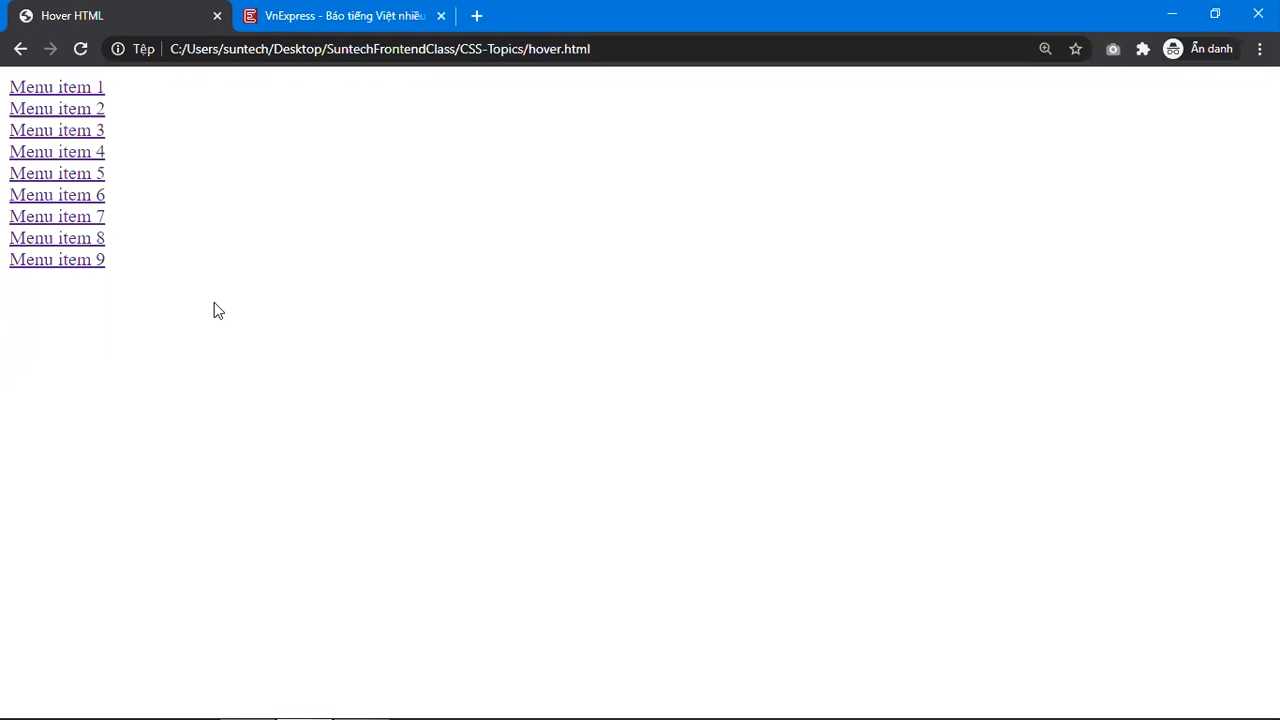 Hover HTML
VnExpress - Báo tiếng Việt nhiều
Tệp
C:/Users/suntech/Desktop/SuntechFrontendClass/CSS-Topics/hover.html
Ẩn danh
Menu item 1
Menu item 2
Menu item 3
Menu item 4
Menu item 5
Menu item 6
Menu item 7
Menu item 8
Menu item 9